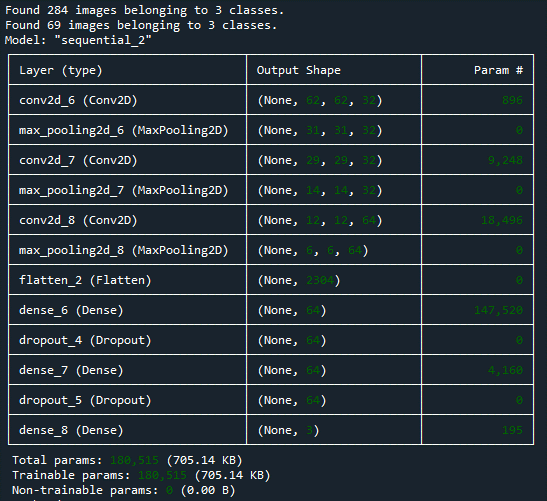 Found 284 images belonging to 3 classes.
Found 69 images belonging to 3 classes.
Model: "sequential_2"
Layer (type) Output Shape Param #
conv2d_6 (Conv2D) (None, 62, 62, 32) 896
max_pooling2d_6 (MaxPooling2D) (None, 31, 31, 32) 0
conv2d_7 (Conv2D) (None, 29, 29, 32) 9,248
max_pooling2d_7 (MaxPooling2D) (None, 14, 14, 32) 0
conv2d_8 (Conv2D) (None, 12, 12, 64) 18,496
max_pooling2d_8 (MaxPooling2D) (None, 6, 6, 64) 0
flatten_2 (Flatten) (None, 2304) 0
dense_6 (Dense) (None, 64) 147,520
dropout_4 (Dropout) (None, 64) 0
dense_7 (Dense) (None, 64) 4,160
dropout_5 (Dropout) (None, 64) 0
dense_8 (Dense) (None, 3) 195
Total params: 180,515 (705.14 KB)
Trainable params: 180,515 (705.14 KB)
Non-trainable params: 0 (0.00 B)